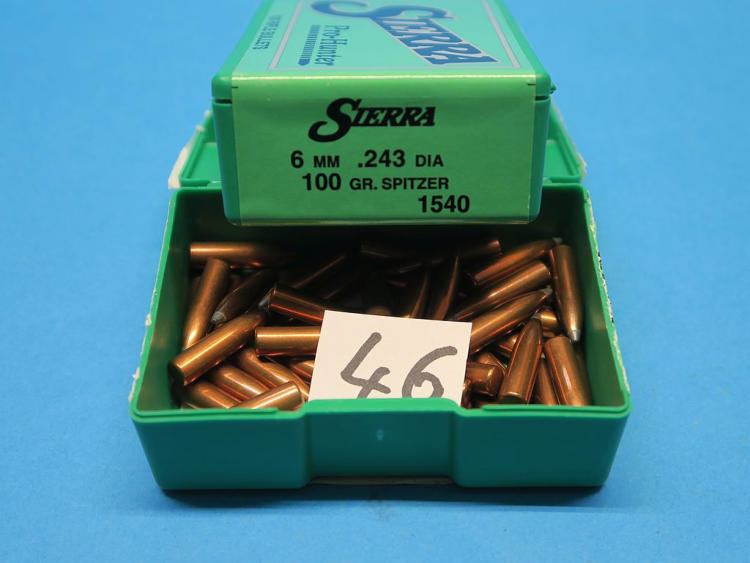 SIERRA
Pro-Hunter
SIERRA
6 MM .243 DIA
100 GR. SPITZER
1540
46